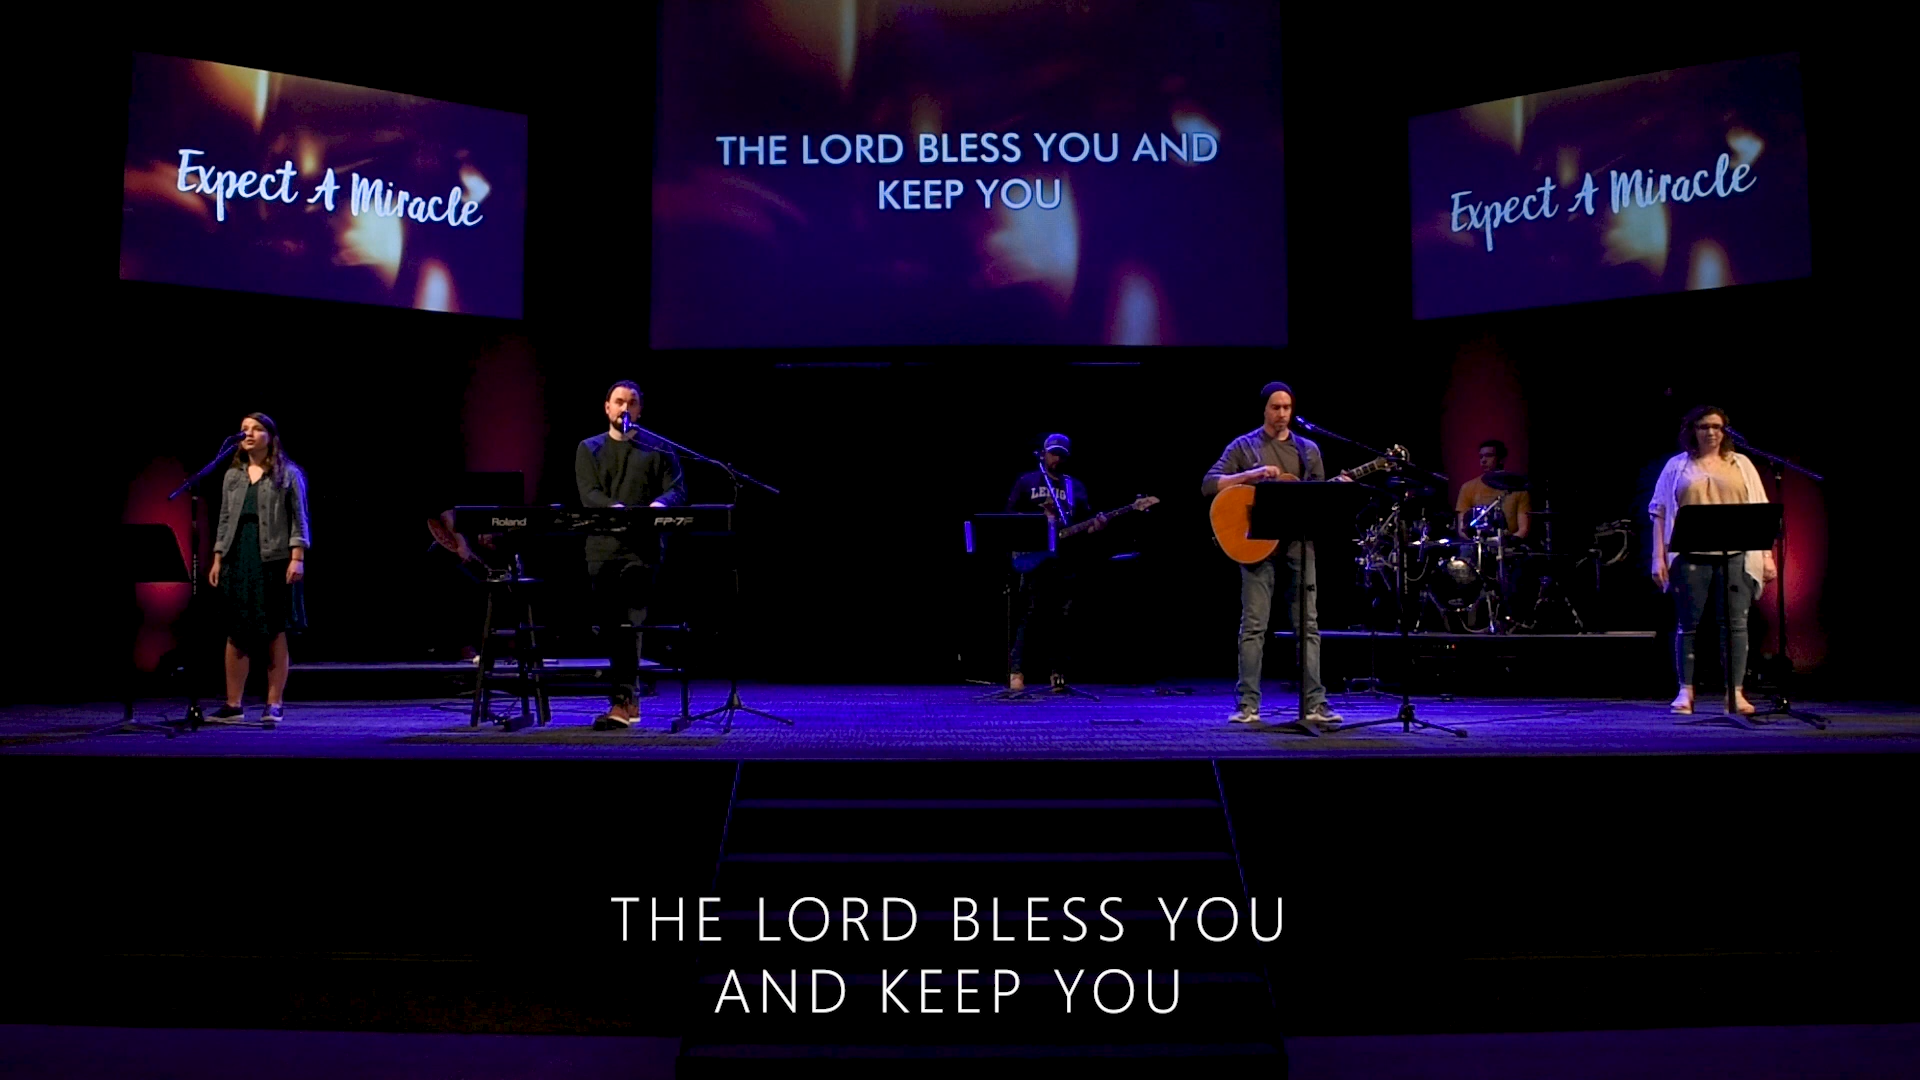 Expect A Miracle
THE LORD BLESS YOU AND
KEEP YOU
Expect A Miracle
Roland
FP-7F
THE LORD BLESS YOU
AND KEEP YOU